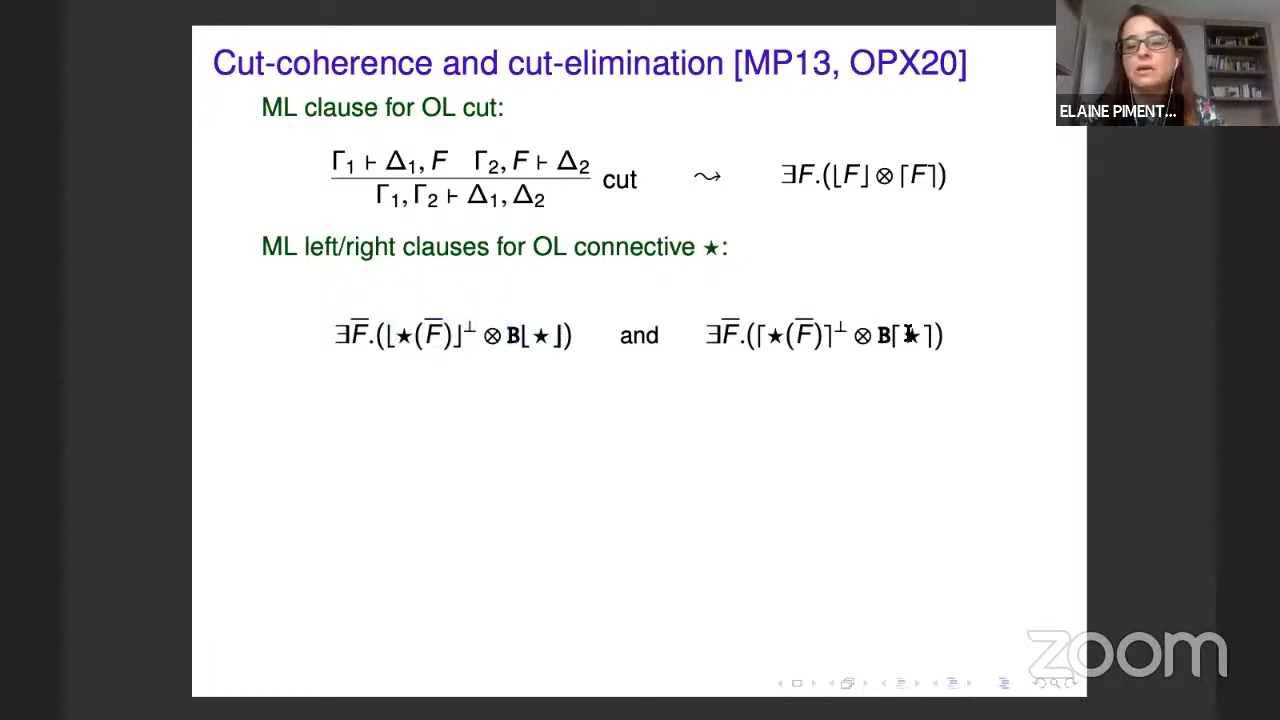 Cut-coherence and cut-elimination [MP13, OPX20]
ML clause for OL cut:
Γ₁ ⊢ Δ₁, F Γ₂, F ⊢ Δ₂
Γ₁, Γ₂ ⊢ Δ₁, Δ₂
cut ⇝ ∃F.(⌊F⌋ ⊗ ⌈F⌉)
ML left/right clauses for OL connective ★:
∃F̅.(⌊★(F̅)⌋⊥ ⊗ B⌊★⌋) and ∃F̅.(⌈★(F̅)⌉⊥ ⊗ B⌈★⌉)
ELAINE PIMENT...
zoom